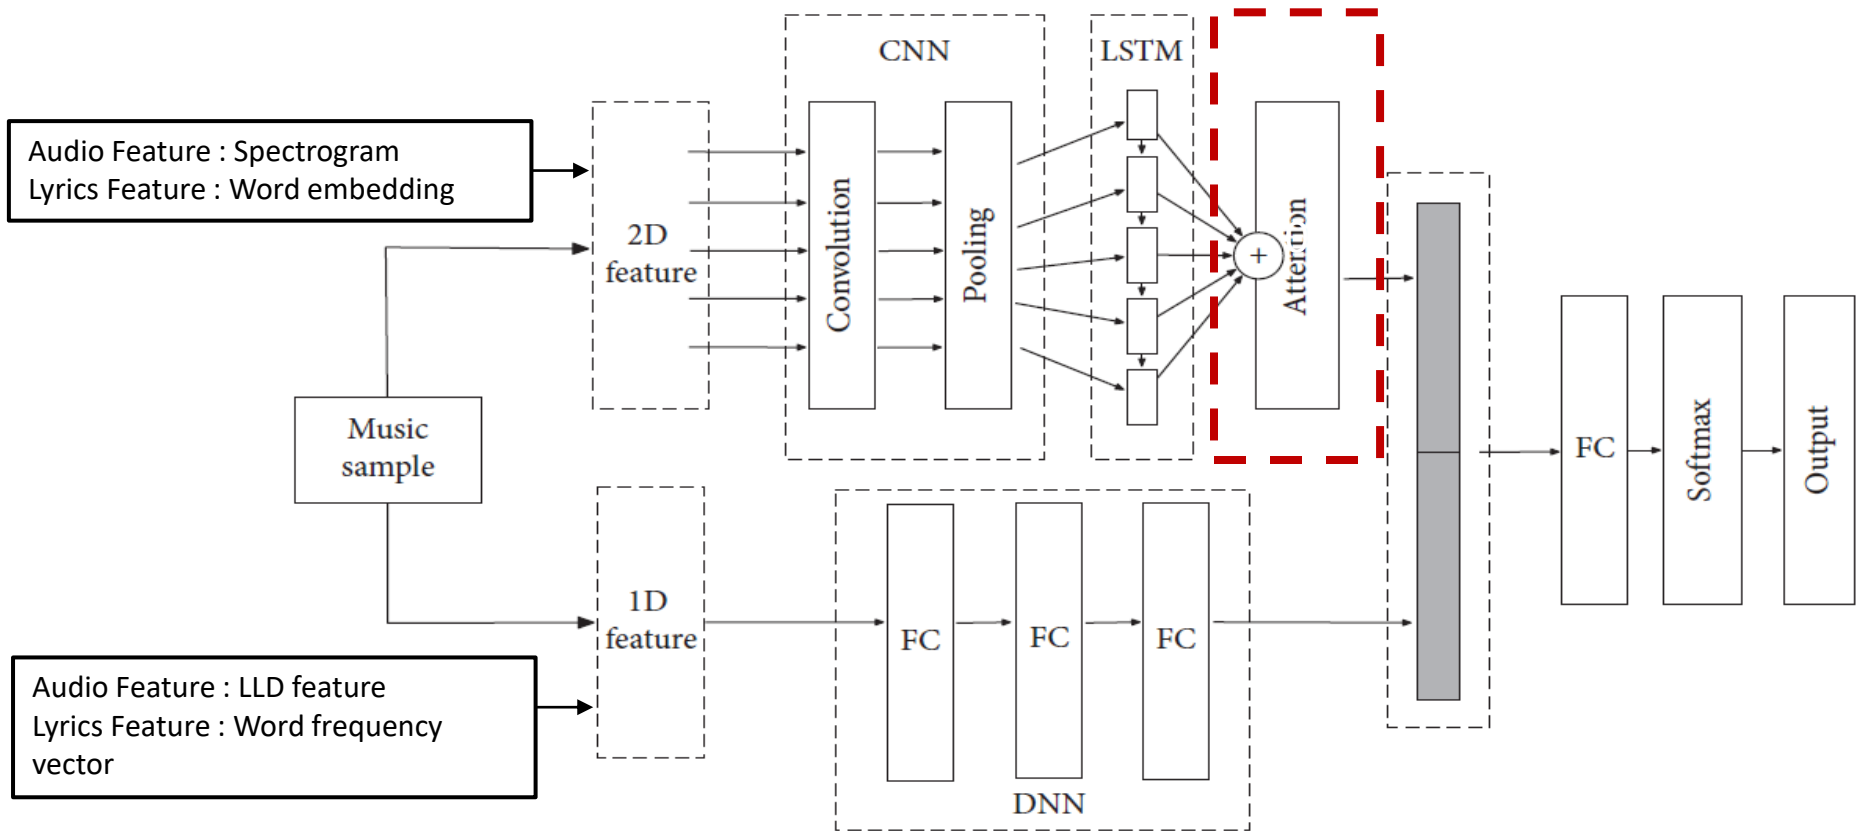 CNN
LSTM
Audio Feature : Spectrogram
Lyrics Feature : Word embedding
2D
feature
Convolution
Pooling
+
Attention
Music
sample
FC
Softmax
Output
1D
feature
FC
FC
FC
Audio Feature : LLD feature
Lyrics Feature : Word frequency
vector
DNN